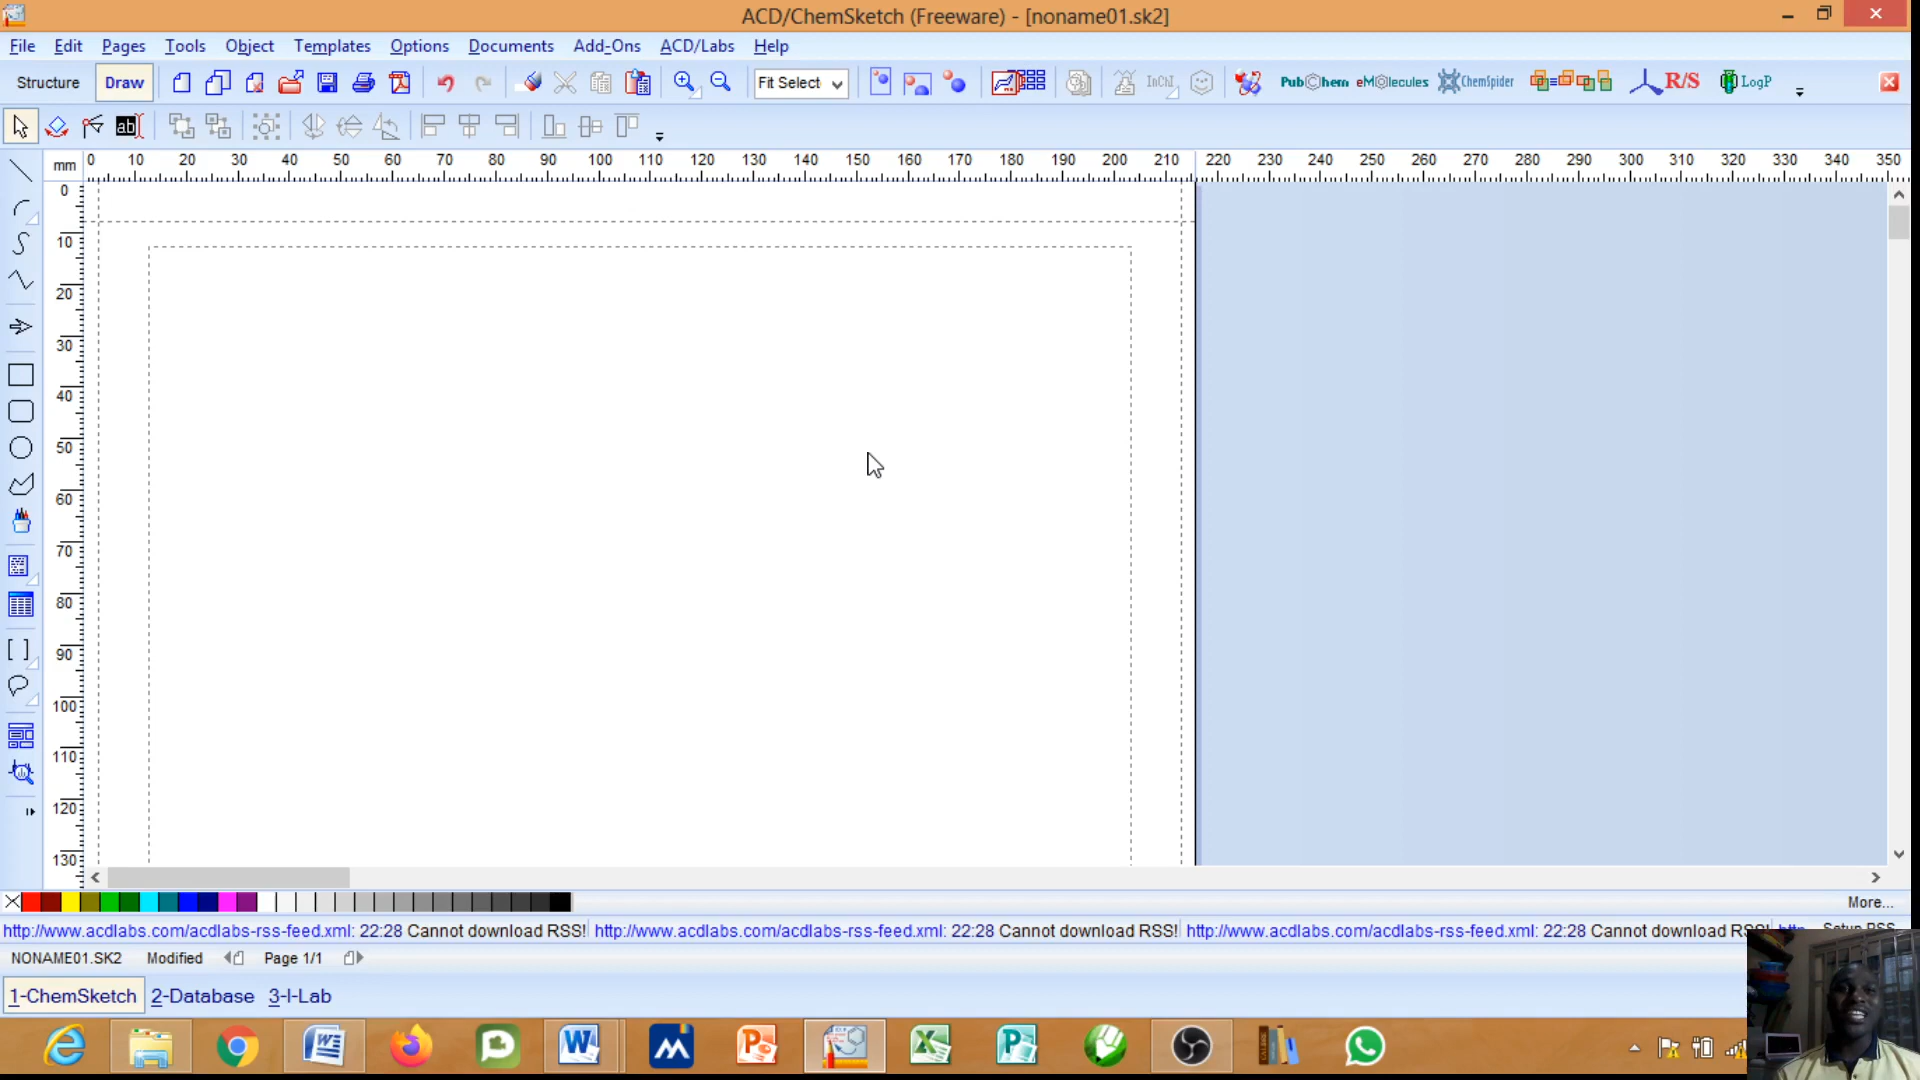 ACD/ChemSketch (Freeware) - [noname01.sk2]
File Edit Pages Tools Object Templates Options Documents Add-Ons ACD/Labs Help
Structure Draw Fit Select InChI PubChem eMolecules ChemSpider R/S LogP
ab
mm 0 10 20 30 40 50 60 70 80 90 100 110 120 130 140 150 160 170 180 190 200 210 220 230 240 250 260 270 280 290 300 310 320 330 340 350
0
10
20
30
40
50
60
70
80
90
100
110
120
130
More...
http://www.acdlabs.com/acdlabs-rss-feed.xml: 22:28 Cannot download RSS! http://www.acdlabs.com/acdlabs-rss-feed.xml: 22:28 Cannot download RSS! http://www.acdlabs.com/acdlabs-rss-feed.xml: 22:28 Cannot download RSS!
NONAME01.SK2 Modified Page 1/1
1-ChemSketch 2-Database 3-I-Lab